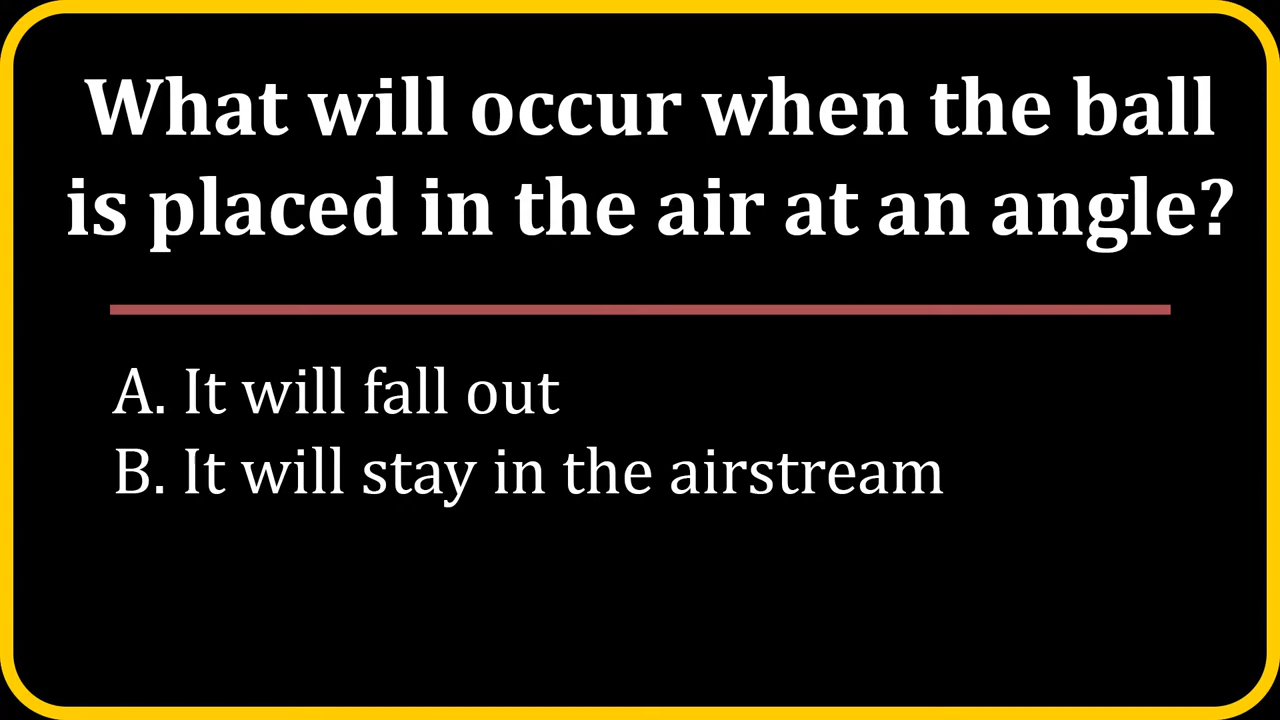 What will occur when the ball
is placed in the air at an angle?
A. It will fall out
B. It will stay in the airstream